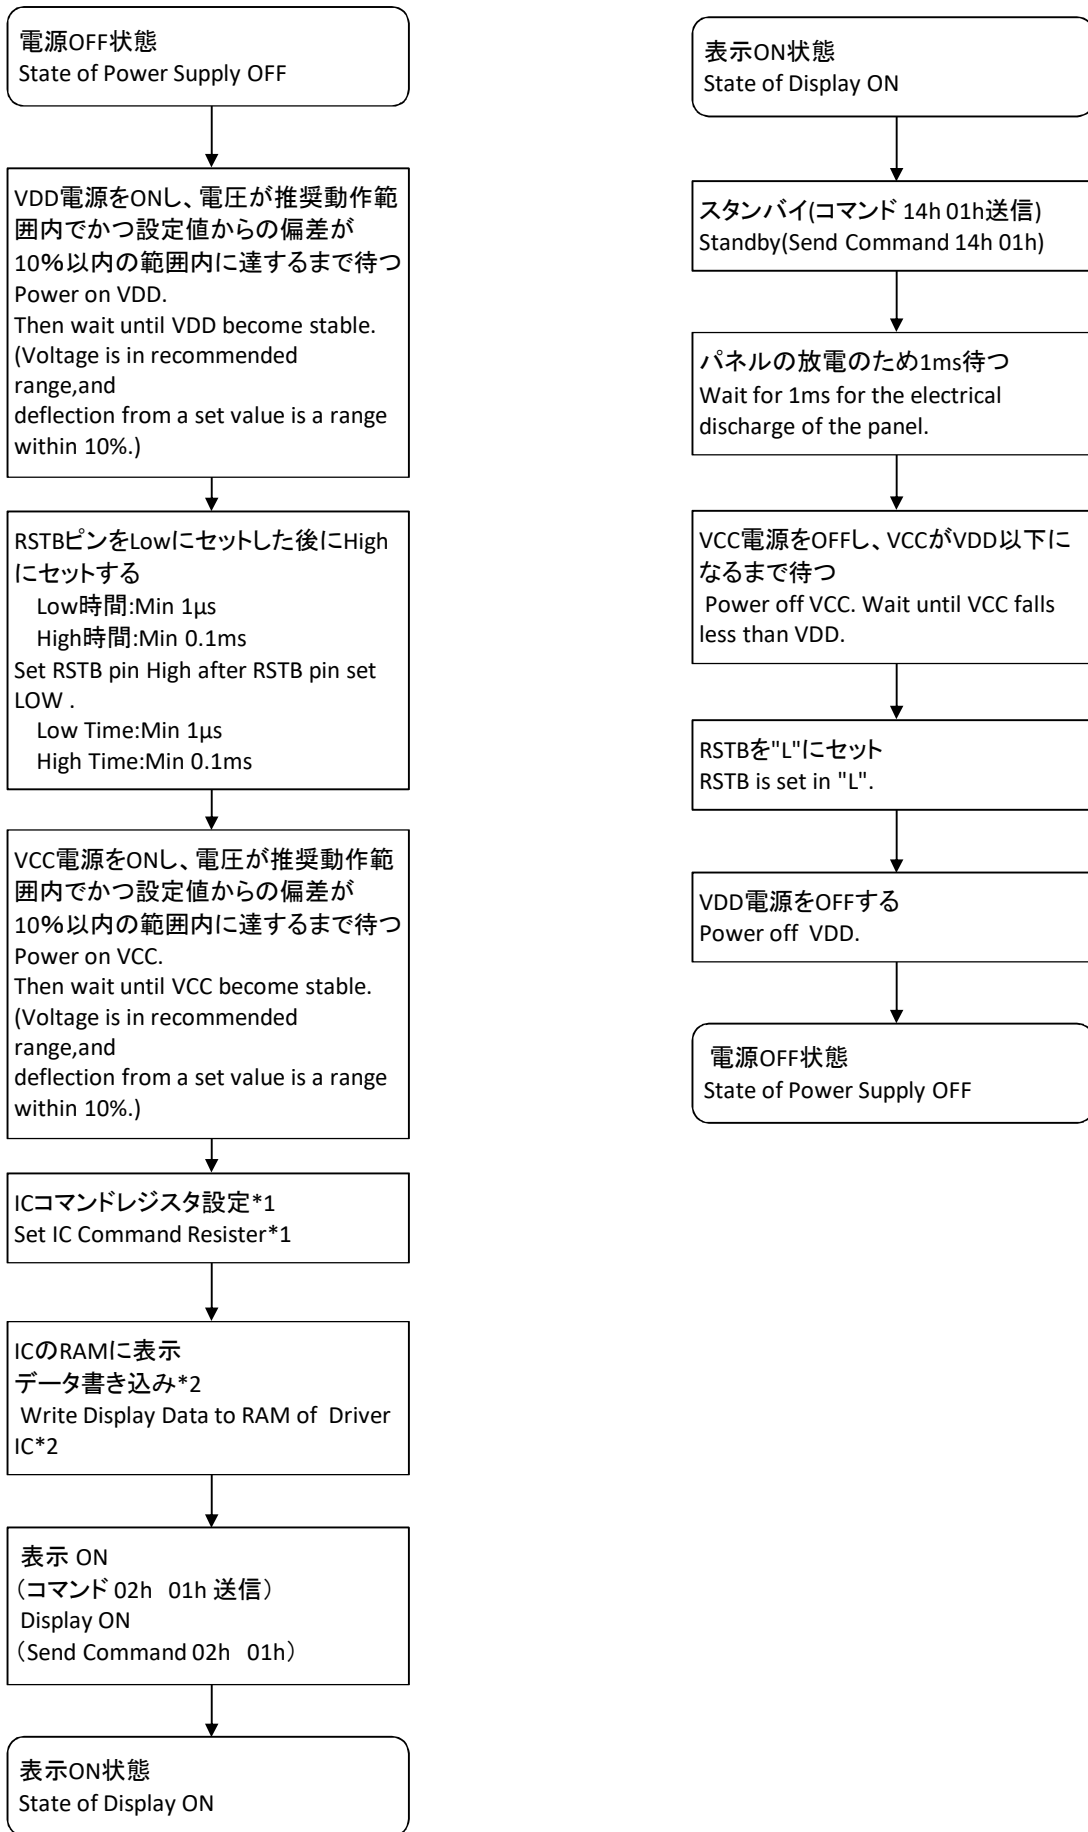 電源OFF状態
State of Power Supply OFF
VDD電源をONし、電圧が推奨動作範
囲内でかつ設定値からの偏差が
10%以内の範囲内に達するまで待つ
Power on VDD.
Then wait until VDD become stable.
(Voltage is in recommended
range,and
deflection from a set value is a range
within 10%.)
RSTBピンをLowにセットした後にHigh
にセットする
Low時間:Min 1μs
High時間:Min 0.1ms
Set RSTB pin High after RSTB pin set
LOW .
Low Time:Min 1μs
High Time:Min 0.1ms
VCC電源をONし、電圧が推奨動作範
囲内でかつ設定値からの偏差が
10%以内の範囲内に達するまで待つ
Power on VCC.
Then wait until VCC become stable.
(Voltage is in recommended
range,and
deflection from a set value is a range
within 10%.)
ICコマンドレジスタ設定*1
Set IC Command Resister*1
ICのRAMに表示
データ書き込み*2
Write Display Data to RAM of Driver
IC*2
表示 ON
(コマンド 02h 01h 送信)
Display ON
(Send Command 02h 01h)
表示ON状態
State of Display ON
表示ON状態
State of Display ON
スタンバイ(コマンド 14h 01h送信)
Standby(Send Command 14h 01h)
パネルの放電のため1ms待つ
Wait for 1ms for the electrical
discharge of the panel.
VCC電源をOFFし、VCCがVDD以下に
なるまで待つ
Power off VCC. Wait until VCC falls
less than VDD.
RSTBを"L"にセット
RSTB is set in "L".
VDD電源をOFFする
Power off VDD.
電源OFF状態
State of Power Supply OFF